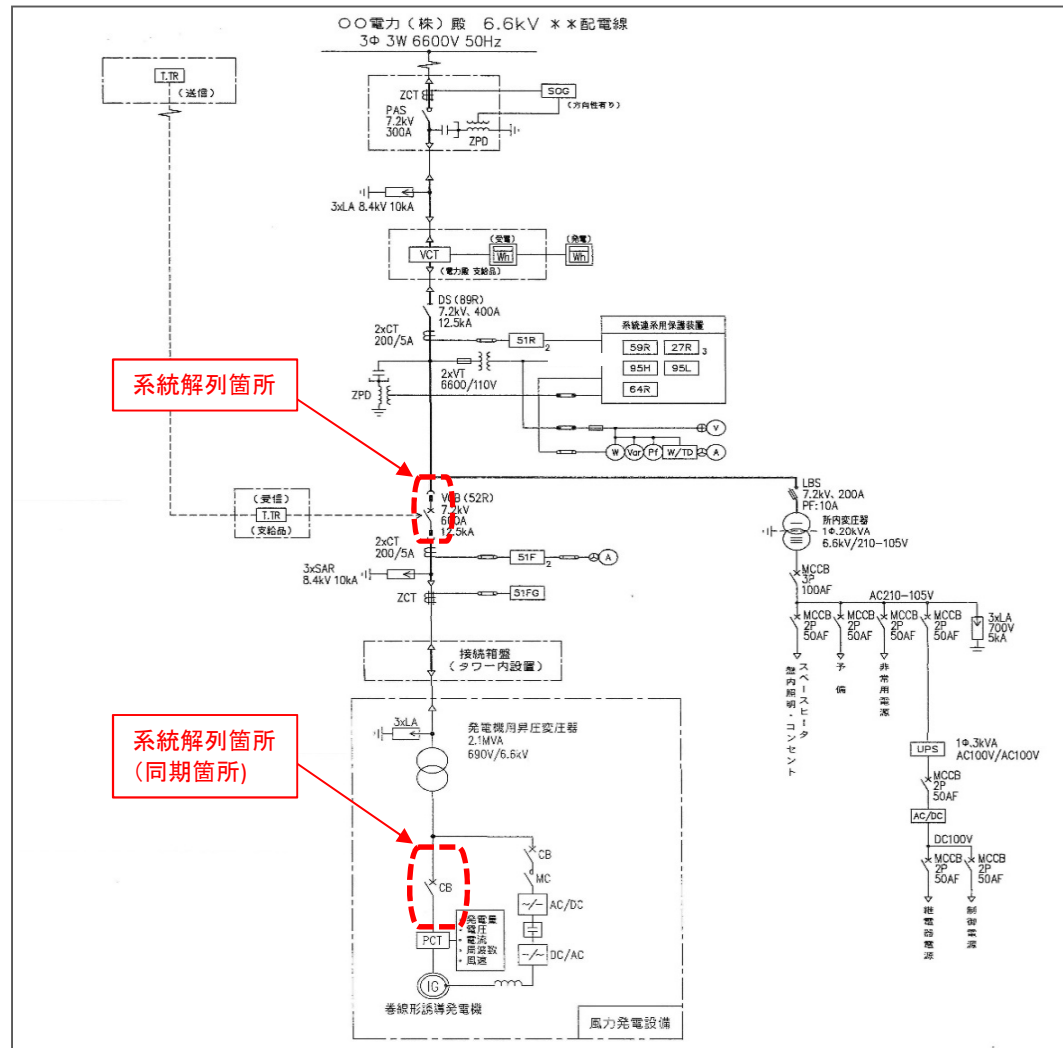 〇〇電力(株)殿 6.6kV **配電線
3Φ 3W 6600V 50Hz
T.TR
(送信)
ZCT
SOG
(方向性有り)
PAS
7.2kV
300A
ZPD
3xLA 8.4kV 10kA
VCT
(受電)
Wh
(発電)
Wh
(電力殿 支給品)
DS(89R)
7.2kV、400A
12.5kA
2xCT
200/5A
51R
2
系統連系用保護装置
59R
27R
3
95H
95L
64R
2xVT
6600/110V
ZPD
系統解列箇所
V
W
Var
Pf
W/TD
A
(受信)
T.TR
(支給品)
VCB(52R)
7.2kV
600A
12.5kA
2xCT
200/5A
51F
2
A
3xSAR
8.4kV 10kA
ZCT
51FG
LBS
7.2kV、200A
PF:10A
所内変圧器
1Φ.20kVA
6.6kV/210-105V
MCCB
3P
100AF
AC210-105V
MCCB
2P
50AF
MCCB
2P
50AF
MCCB
2P
50AF
MCCB
2P
50AF
3xLA
700V
5kA
スペースヒータ
盤内照明・コンセント
予備
非常用電源
UPS
1Φ.3kVA
AC100V/AC100V
MCCB
2P
50AF
AC/DC
DC100V
MCCB
2P
50AF
MCCB
2P
50AF
継電器電源
制御電源
接続箱盤
(タワー内設置)
3xLA
発電機用昇圧変圧器
2.1MVA
690V/6.6kV
系統解列箇所
(同期箇所)
CB
CB
MC
AC/DC
DC/AC
PCT
発電量
電圧
電流
周波数
風速
IG
巻線形誘導発電機
風力発電設備